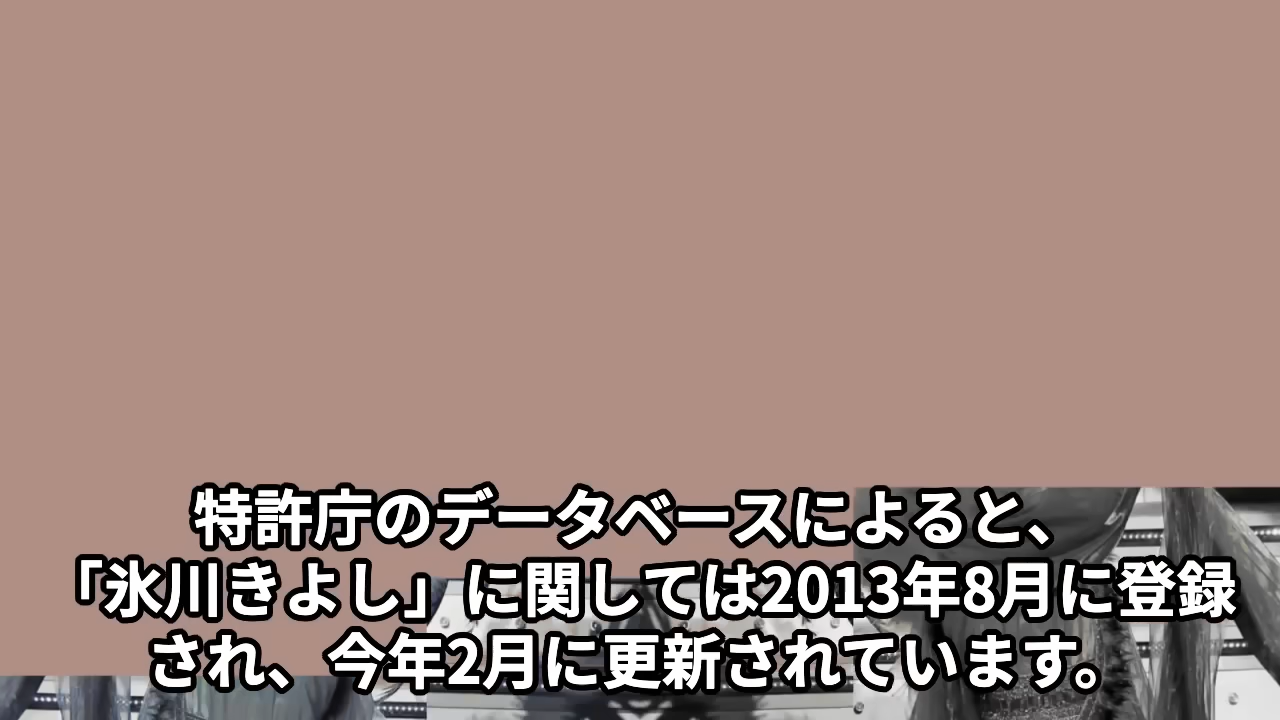 特許庁のデータベースによると、
「氷川きよし」に関しては2013年8月に登録
され、今年2月に更新されています。